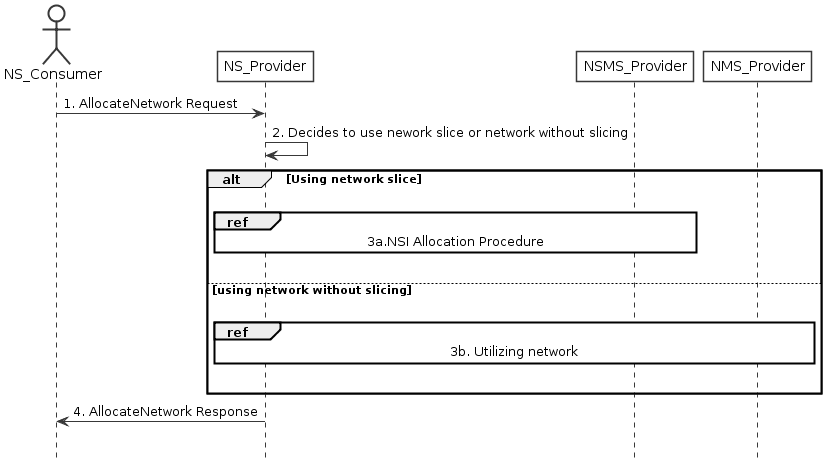 NS_Consumer
NS_Provider
NSMS_Provider
NMS_Provider
1. AllocateNetwork Request
2. Decides to use nework slice or network without slicing
alt [Using network slice]
ref
3a.NSI Allocation Procedure
[using network without slicing]
ref
3b. Utilizing network
4. AllocateNetwork Response